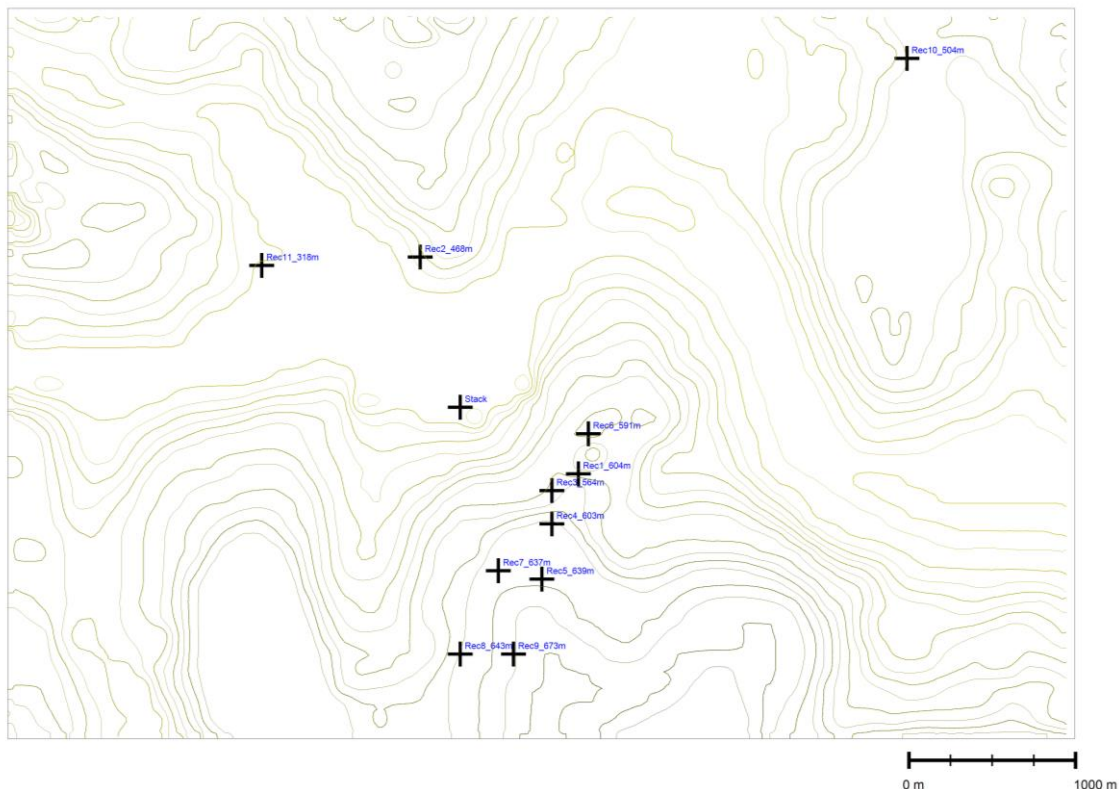 Rec10_504m
Rec2_468m
Rec11_318m
Stack
Rec6_591m
Rec1_604m
Rec3_564m
Rec4_603m
Rec7_637m
Rec5_639m
Rec8_643m
Rec9_673m
0 m
1000 m